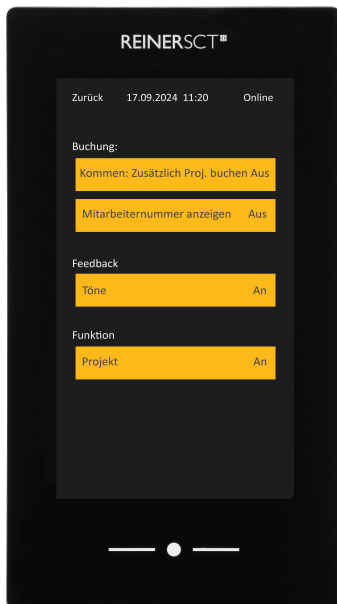 REINERSCT
Zurück 17.09.2024 11:20 Online
Buchung:
Kommen: Zusätzlich Proj. buchen Aus
Mitarbeiternummer anzeigen Aus
Feedback
Töne An
Funktion
Projekt An